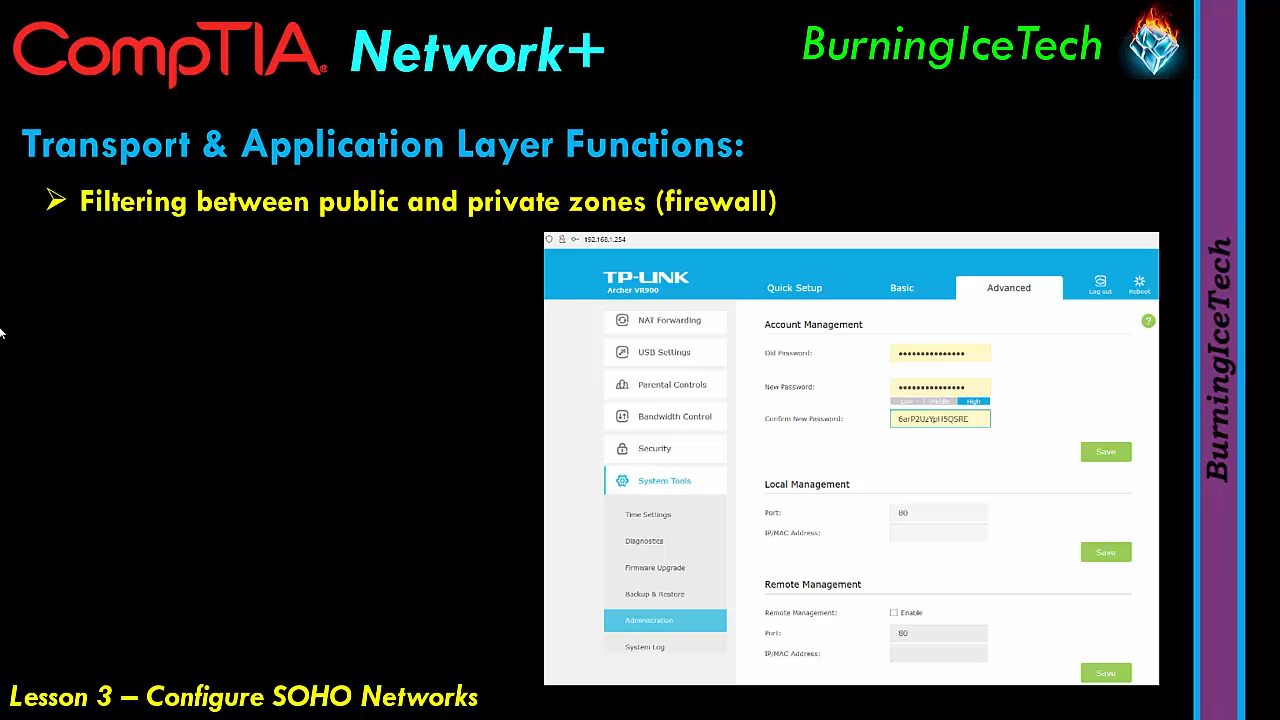 CompTIA® Network+
BurningIceTech
Transport & Application Layer Functions:
Filtering between public and private zones (firewall)
192.168.1.254
TP-LINK
Archer VR900
Quick Setup
Basic
Advanced
Log out
Reboot
NAT Forwarding
USB Settings
Parental Controls
Bandwidth Control
Security
System Tools
Time Settings
Diagnostics
Firmware Upgrade
Backup & Restore
Administration
System Log
Account Management
?
Old Password: •••••••••••••••
New Password: •••••••••••••••
Low Middle High
Confirm New Password: 6arP2UzYpH5QSRE
Save
Local Management
Port: 80
IP/MAC Address:
Save
Remote Management
Remote Management: Enable
Port: 80
IP/MAC Address:
Save
BurningIceTech
Lesson 3 – Configure SOHO Networks